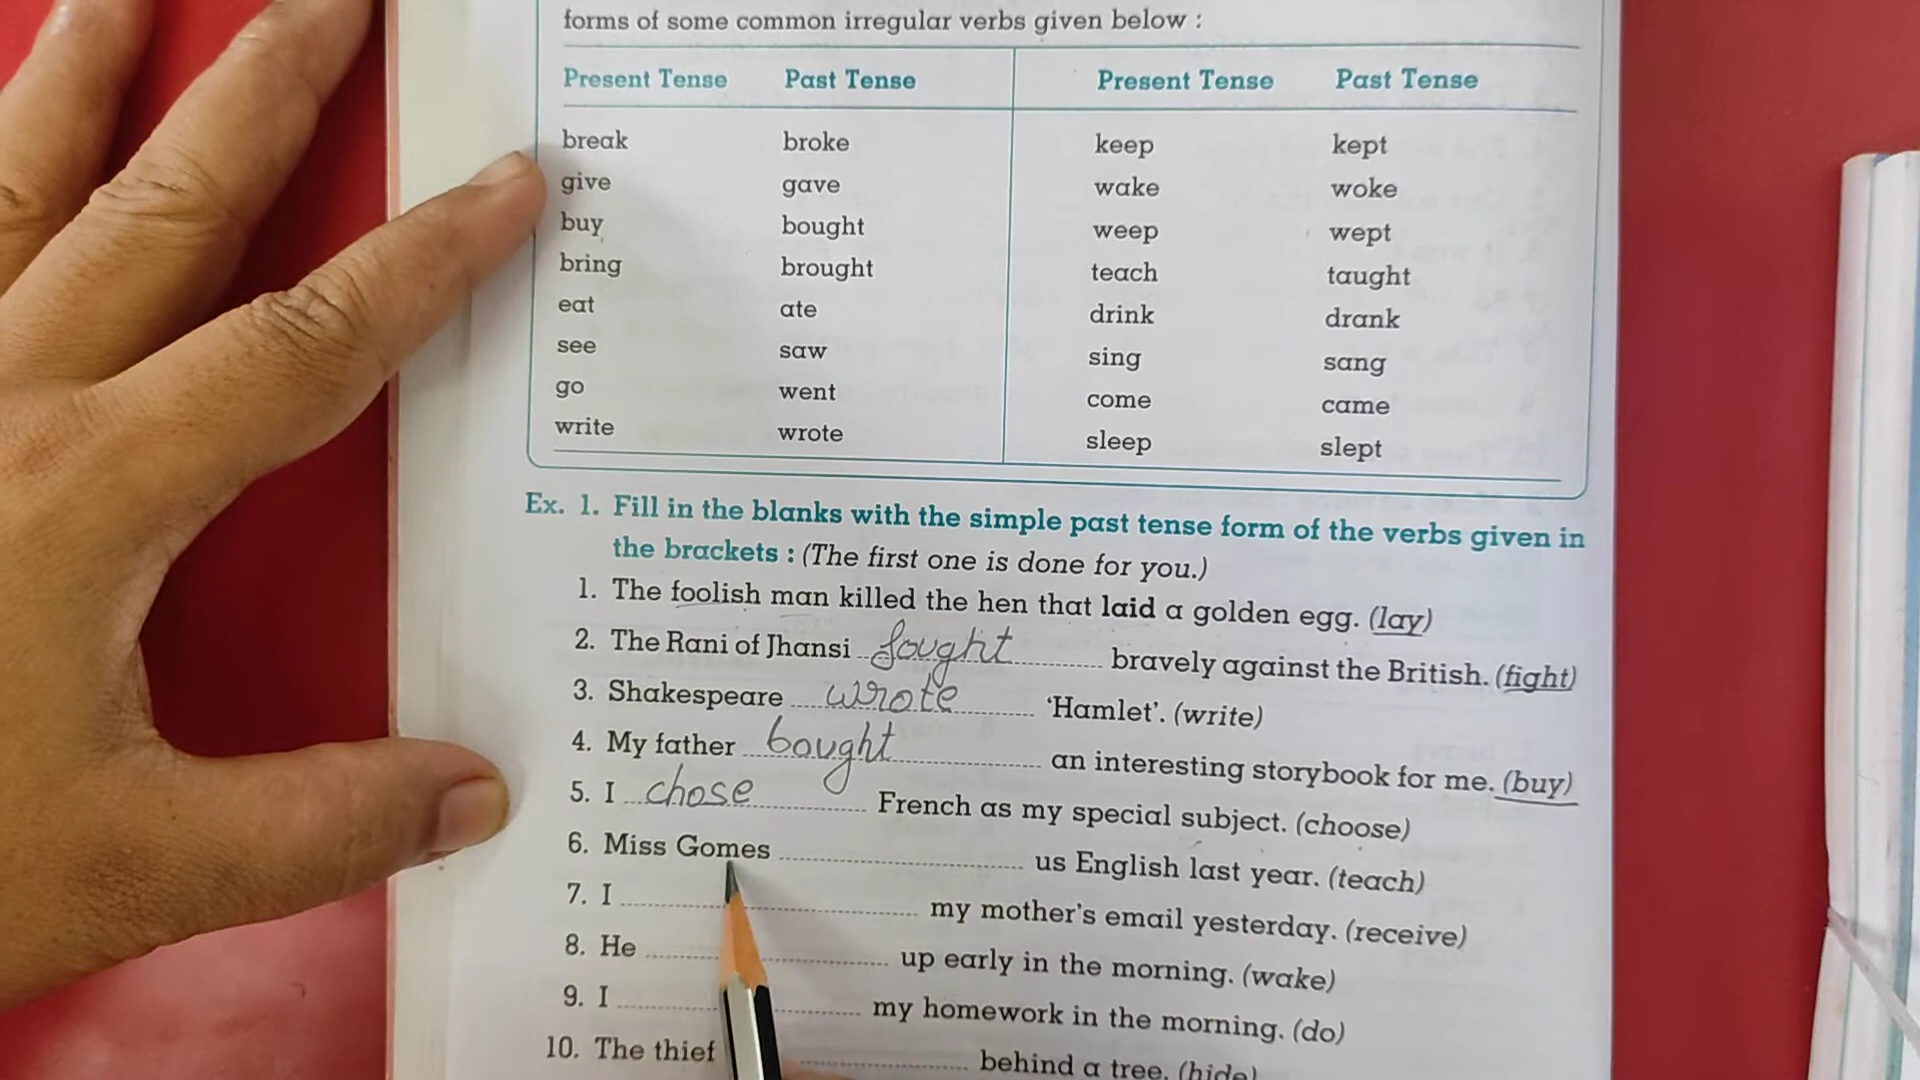 forms of some common irregular verbs given below :
Present Tense Past Tense Present Tense Past Tense
break broke keep kept
give gave wake woke
buy bought weep wept
bring brought teach taught
eat ate drink drank
see saw sing sang
go went come came
write wrote sleep slept
Ex. 1. Fill in the blanks with the simple past tense form of the verbs given in
the brackets : (The first one is done for you.)
1. The foolish man killed the hen that laid a golden egg. (lay)
2. The Rani of Jhansi fought bravely against the British. (fight)
3. Shakespeare wrote 'Hamlet'. (write)
4. My father bought an interesting storybook for me. (buy)
5. I chose French as my special subject. (choose)
6. Miss Gomes us English last year. (teach)
7. I my mother's email yesterday. (receive)
8. He up early in the morning. (wake)
9. I my homework in the morning. (do)
10. The thief behind a tree. (hide)